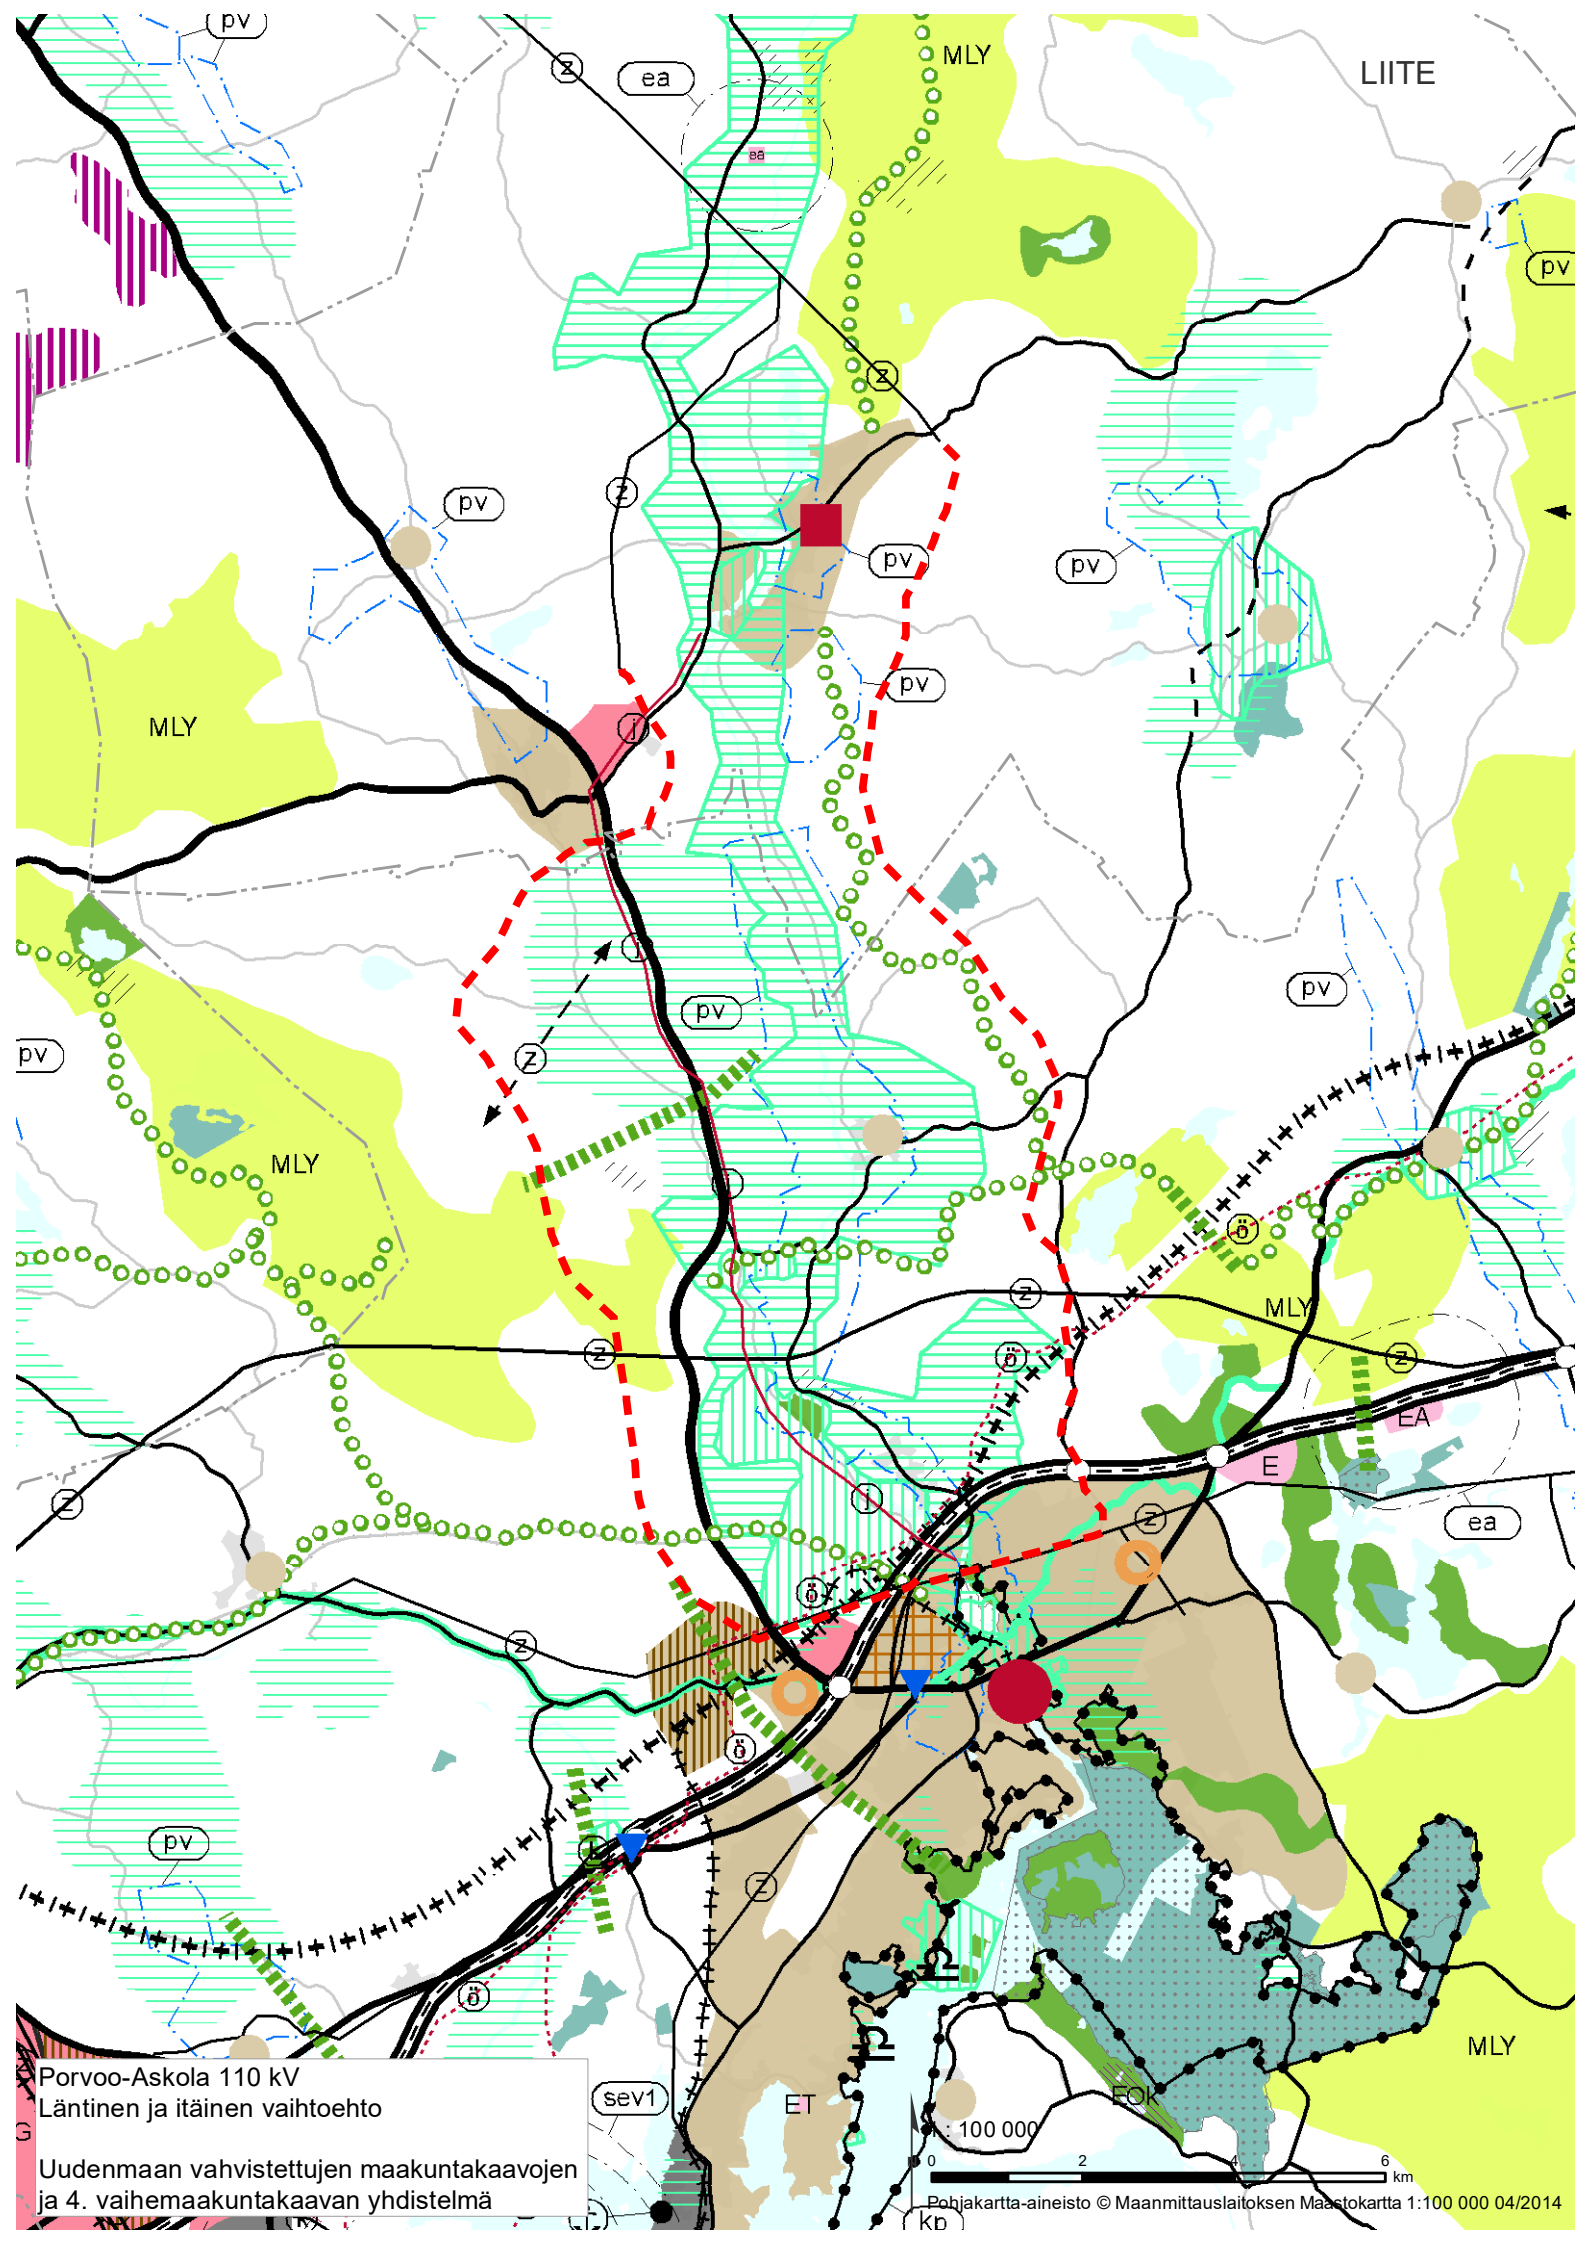 pv
z
ea
MLY
LIITE
ea
pv
z
z
pv
pv
pv
pv
j
MLY
j
pv
pv
pv
z
MLY
ö
z
MLY
z
ö
z
EA
E
z
j
z
ea
ö
z
ö
pv
k
z
ö
MLY
Porvoo-Askola 110 kV
Läntinen ja itäinen vaihtoehto
Uudenmaan vahvistettujen maakuntakaavojen
ja 4. vaihemaakuntakaavan yhdistelmä
G
sev1
ET
EOK
: 100 000
0 2 4 6
km
Pohjakartta-aineisto © Maanmittauslaitoksen Maastokartta 1:100 000 04/2014
kp